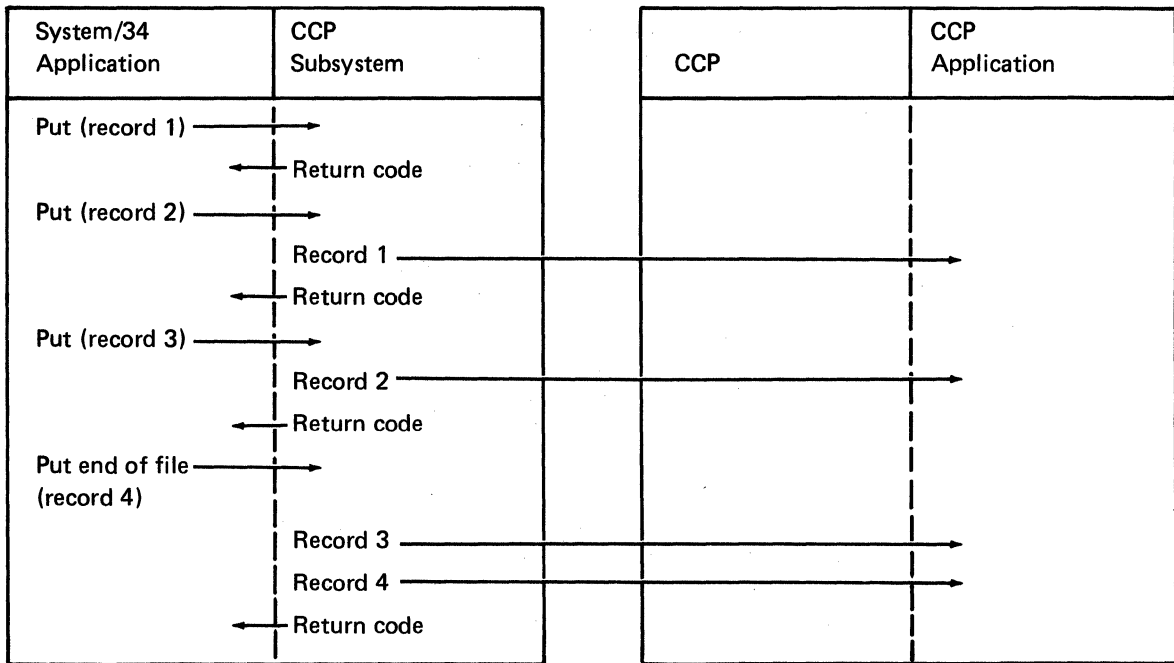 System/34
Application
CCP
Subsystem
CCP
CCP
Application
Put (record 1)
Return code
Put (record 2)
Record 1
Return code
Put (record 3)
Record 2
Return code
Put end of file
(record 4)
Record 3
Record 4
Return code